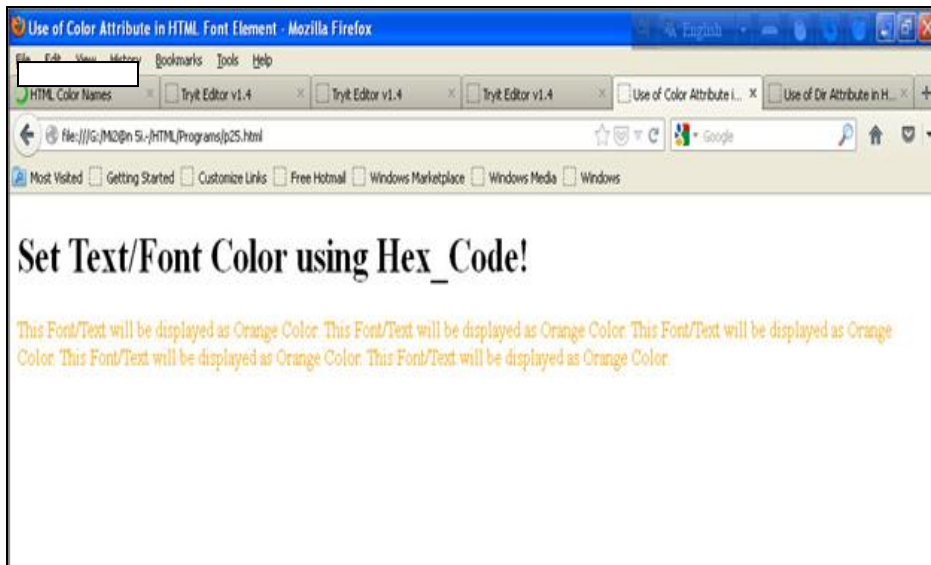 Use of Color Attribute in HTML Font Element - Mozilla Firefox
English
File Edit View History Bookmarks Tools Help
HTML Color Names
Tryit Editor v1.4
Tryit Editor v1.4
Tryit Editor v1.4
Use of Color Attribute i...
Use of Dir Attribute in H...
Google
Most Visited Getting Started Customize Links Free Hotmail Windows Marketplace Windows Media Windows
Set Text/Font Color using Hex_Code!
This Font/Text will be displayed as Orange Color. This Font/Text will be displayed as Orange Color. This Font/Text will be displayed as Orange
Color. This Font/Text will be displayed as Orange Color. This Font/Text will be displayed as Orange Color.